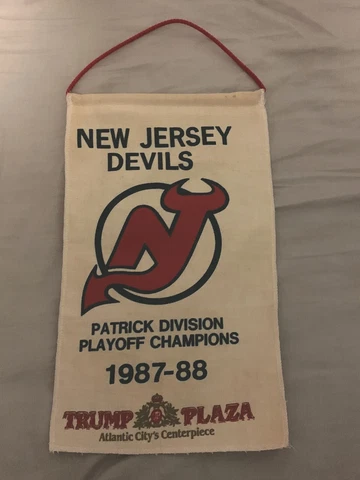 NEW JERSEY
DEVILS
PATRICK DIVISION
PLAYOFF CHAMPIONS
1987-88
TRUMP PLAZA
Atlantic City's Centerpiece